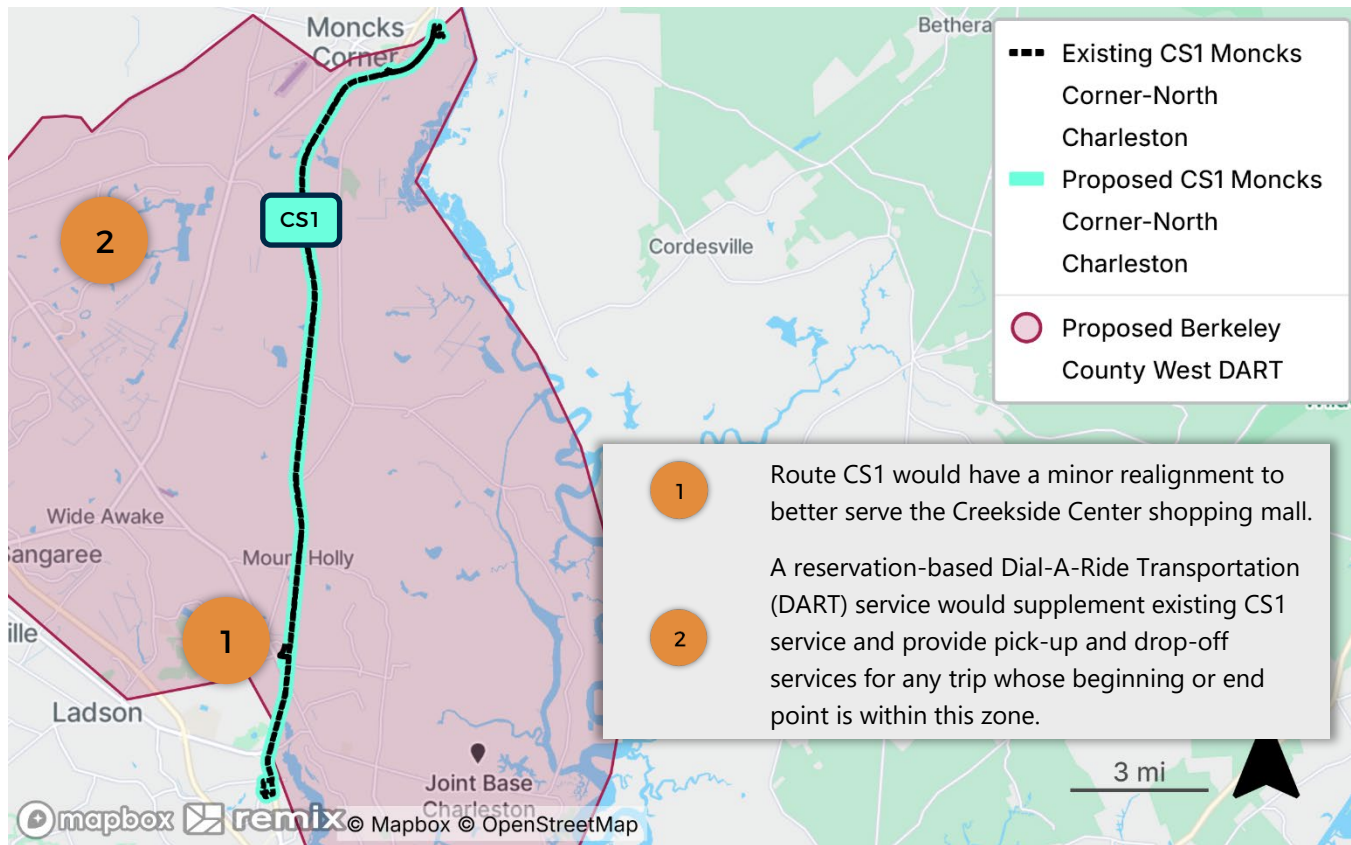 Moncks
Corner
Bethera
Existing CS1 Moncks
Corner-North
Charleston
Proposed CS1 Moncks
Corner-North
Charleston
Proposed Berkeley
County West DART
CS1
2
Cordesville
1
Route CS1 would have a minor realignment to
better serve the Creekside Center shopping mall.
2
A reservation-based Dial-A-Ride Transportation
(DART) service would supplement existing CS1
service and provide pick-up and drop-off
services for any trip whose beginning or end
point is within this zone.
Wide Awake
Sangaree
Mount Holly
ille
1
Ladson
Joint Base
Charleston
3 mi
mapbox remix © Mapbox © OpenStreetMap